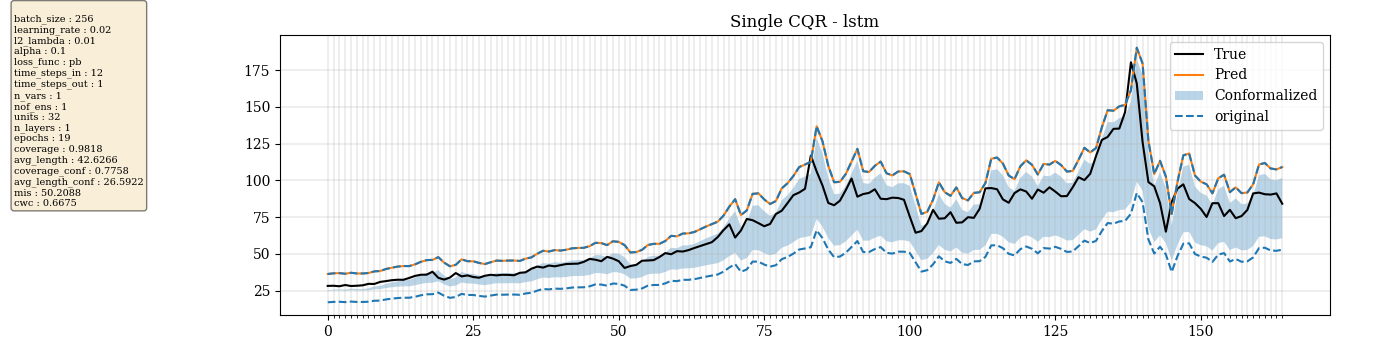 batch_size : 256
learning_rate : 0.02
l2_lambda : 0.01
alpha : 0.1
loss_func : pb
time_steps_in : 12
time_steps_out : 1
n_vars : 1
nof_ens : 1
units : 32
n_layers : 1
epochs : 19
coverage : 0.9818
avg_length : 42.6266
coverage_conf : 0.7758
avg_length_conf : 26.5922
mis : 50.2088
cwc : 0.6675
Single CQR - lstm
175
150
125
100
75
50
25
0 25 50 75 100 125 150
True
Pred
Conformalized
original